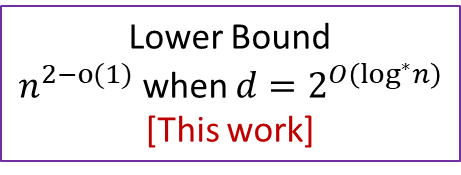 Lower Bound
n^{2-o(1)} when d = 2^{O(log^* n)}
[This work]